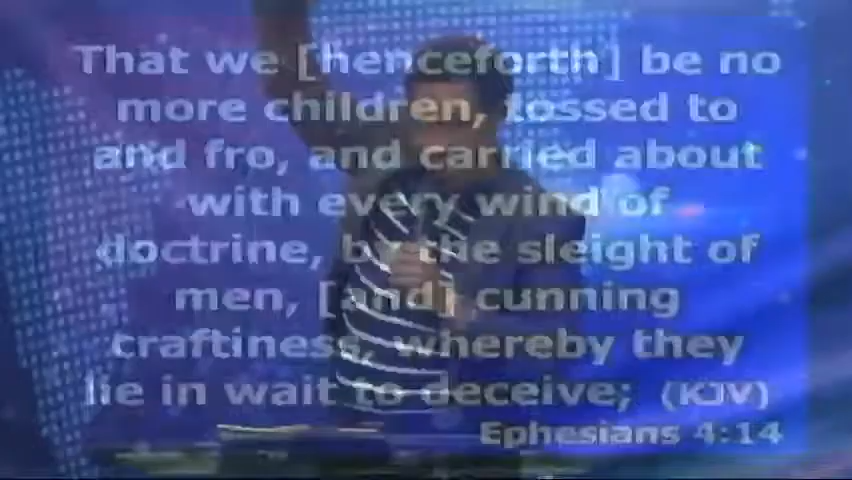 That we [henceforth] be no
more children, tossed to
and fro, and carried about
with every wind of
doctrine, by the sleight of
men, [and] cunning
craftiness, whereby they
lie in wait to deceive; (KJV)
Ephesians 4:14